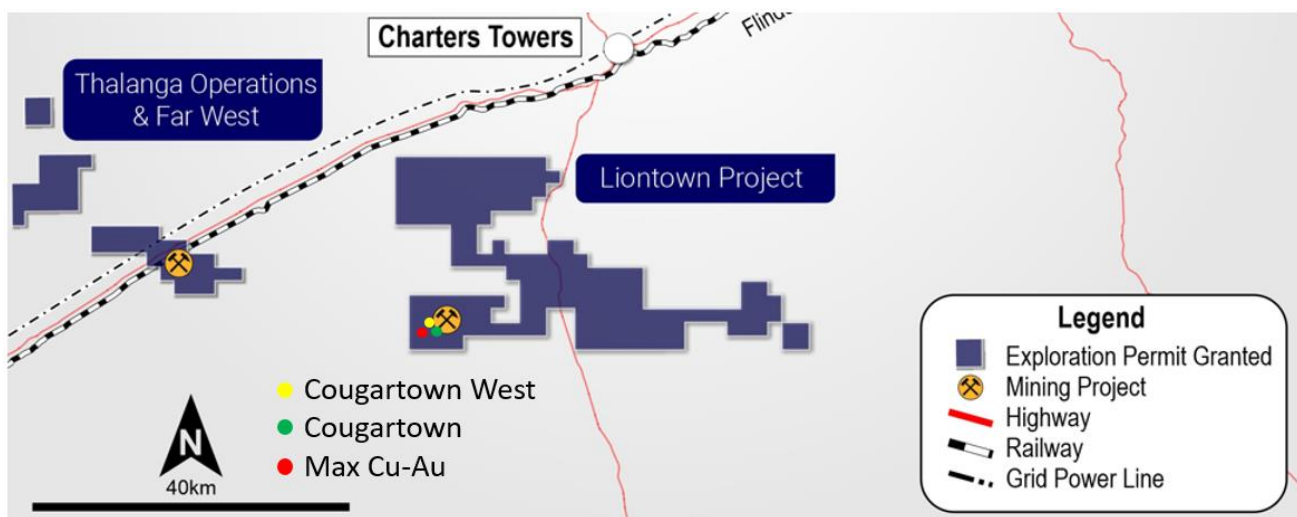 Charters Towers
Thalanga Operations
& Far West
Liontown Project
Cougartown West
Cougartown
Max Cu-Au
N
40km
Legend
Exploration Permit Granted
Mining Project
Highway
Railway
Grid Power Line